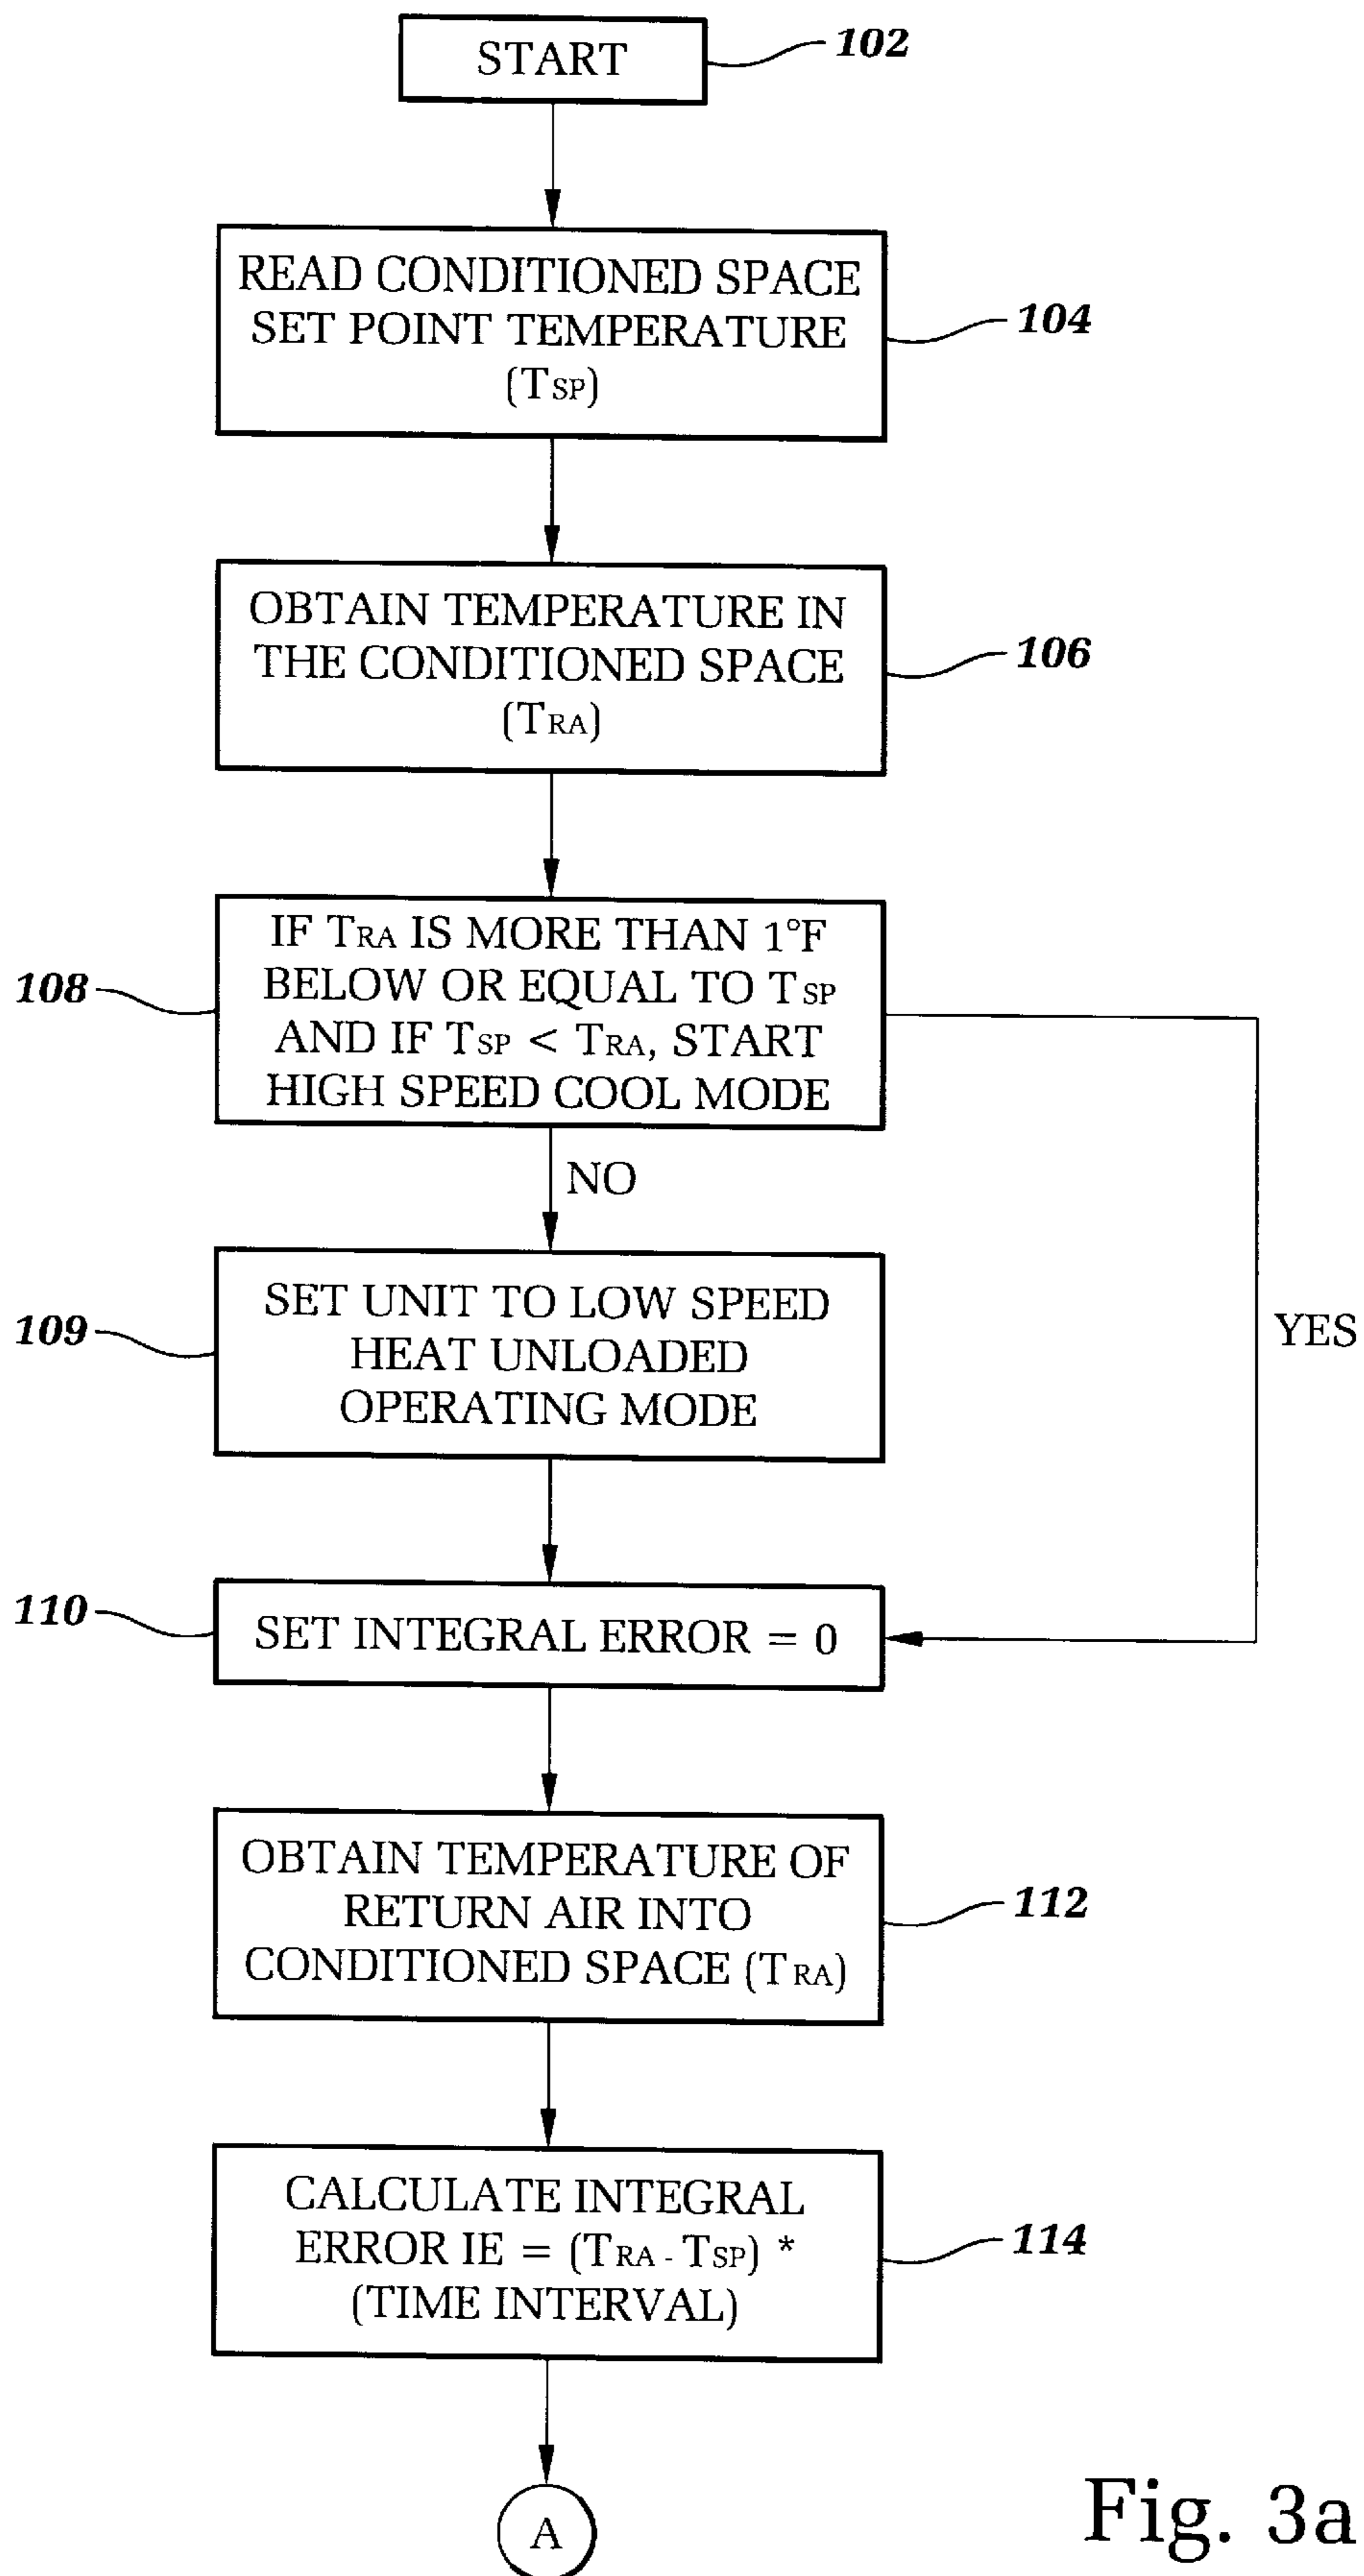 START
102
READ CONDITIONED SPACE
SET POINT TEMPERATURE
(TSP)
104
OBTAIN TEMPERATURE IN
THE CONDITIONED SPACE
(TRA)
106
IF TRA IS MORE THAN 1°F
BELOW OR EQUAL TO TSP
AND IF TSP < TRA, START
HIGH SPEED COOL MODE
108
NO
YES
SET UNIT TO LOW SPEED
HEAT UNLOADED
OPERATING MODE
109
SET INTEGRAL ERROR = 0
110
OBTAIN TEMPERATURE OF
RETURN AIR INTO
CONDITIONED SPACE (TRA)
112
CALCULATE INTEGRAL
ERROR IE = (TRA - TSP) *
(TIME INTERVAL)
114
A
Fig. 3a